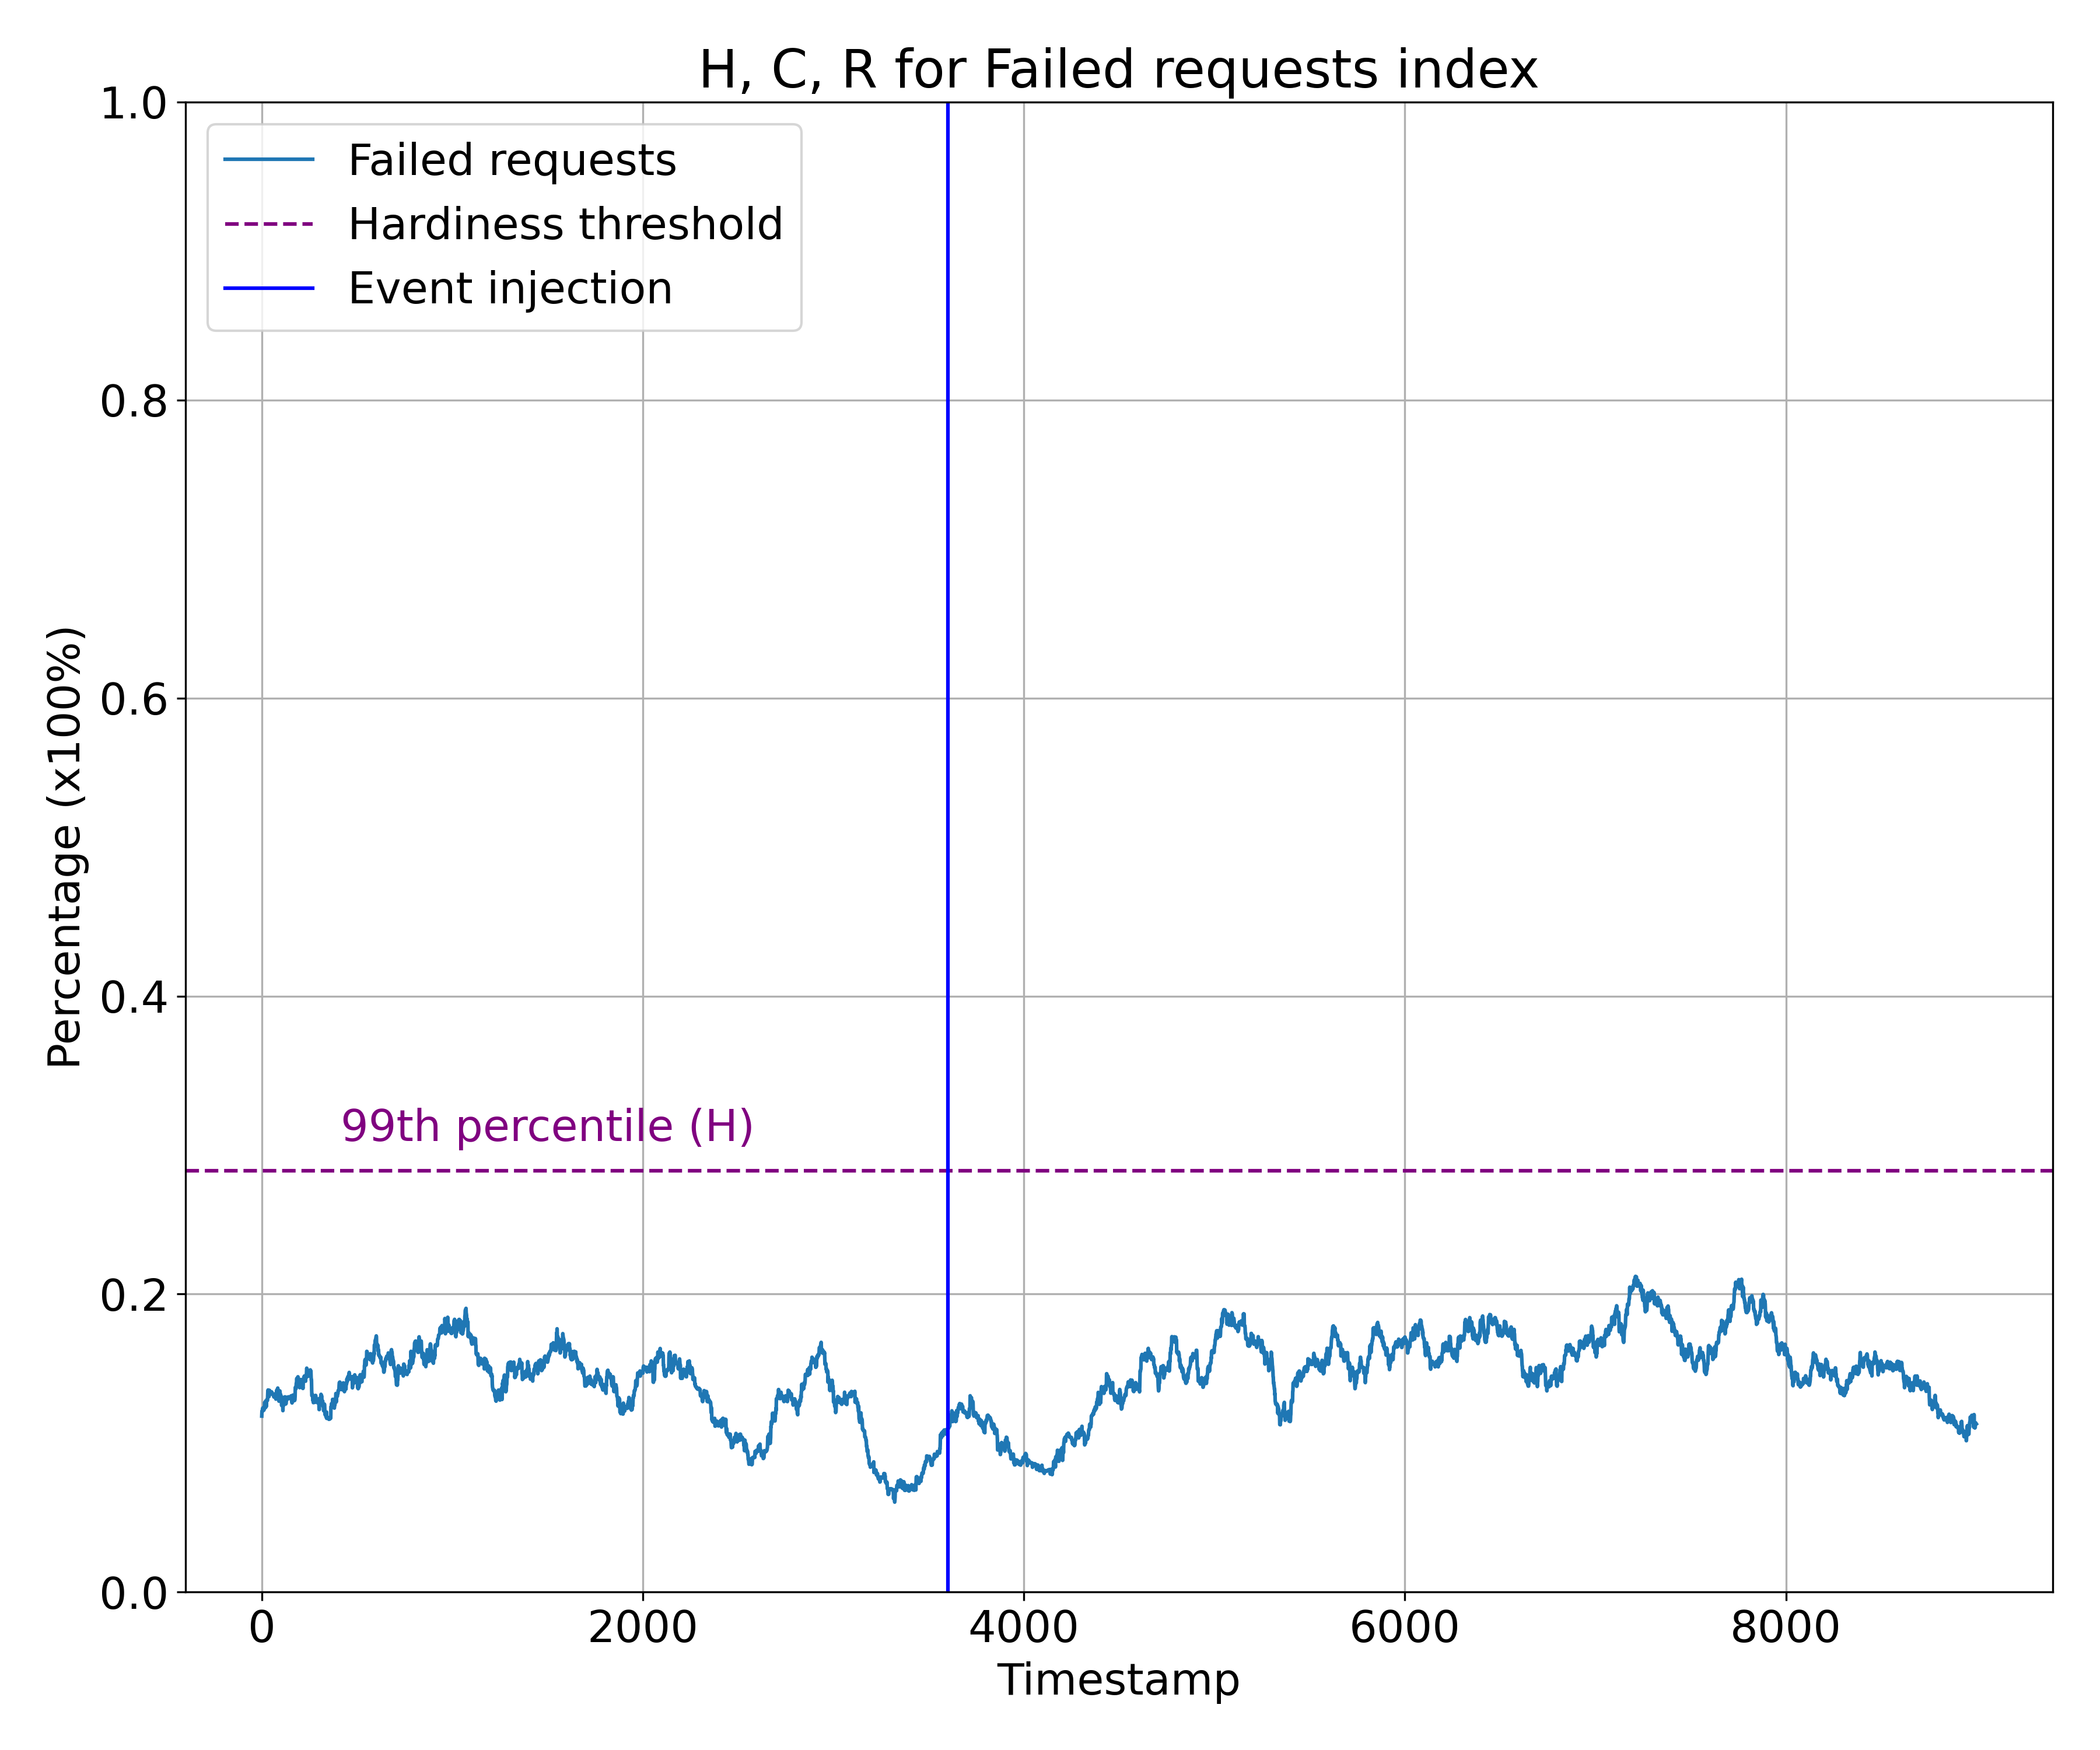 H, C, R for Failed requests index
Failed requests
Hardiness threshold
Event injection
Percentage (x100%)
1.0
0.8
0.6
0.4
0.2
0.0
99th percentile (H)
0 2000 4000 6000 8000
Timestamp